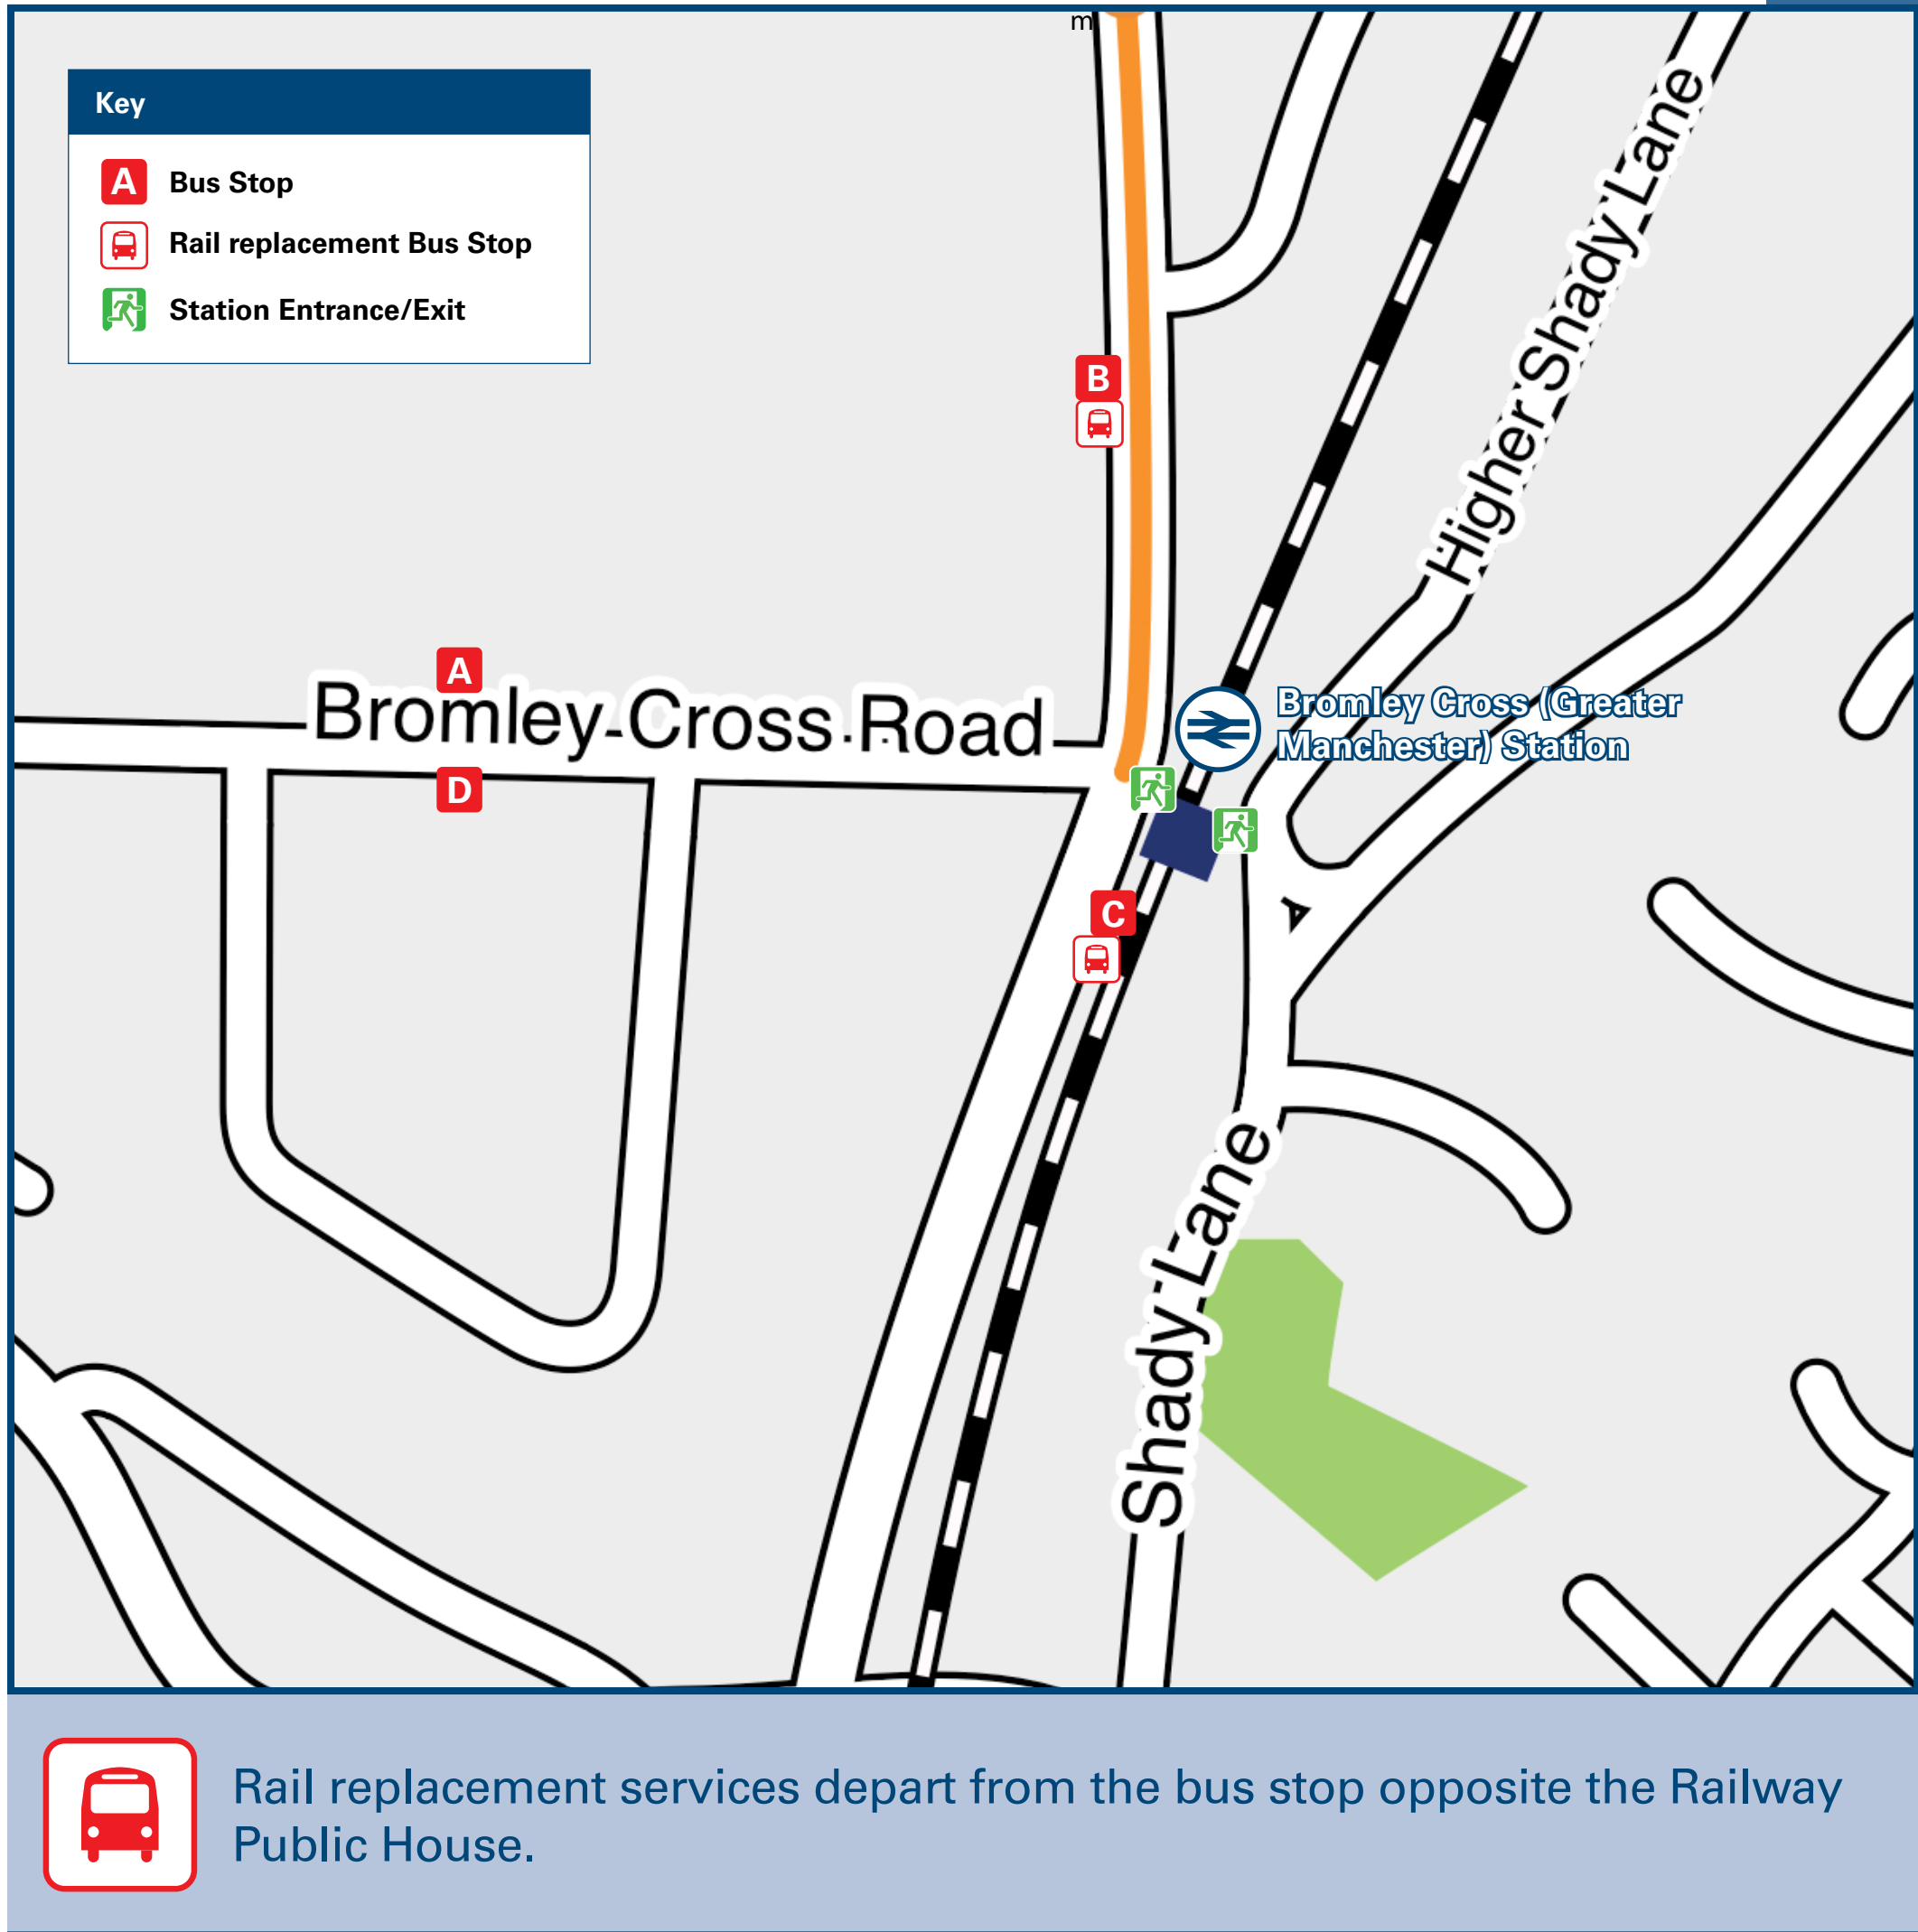 m
Key
A Bus Stop
Rail replacement Bus Stop
Station Entrance/Exit
Higher Shady Lane
B
A
Bromley Cross Road
D
Bromley Cross (Greater
Manchester) Station
C
Shady Lane
Rail replacement services depart from the bus stop opposite the Railway
Public House.